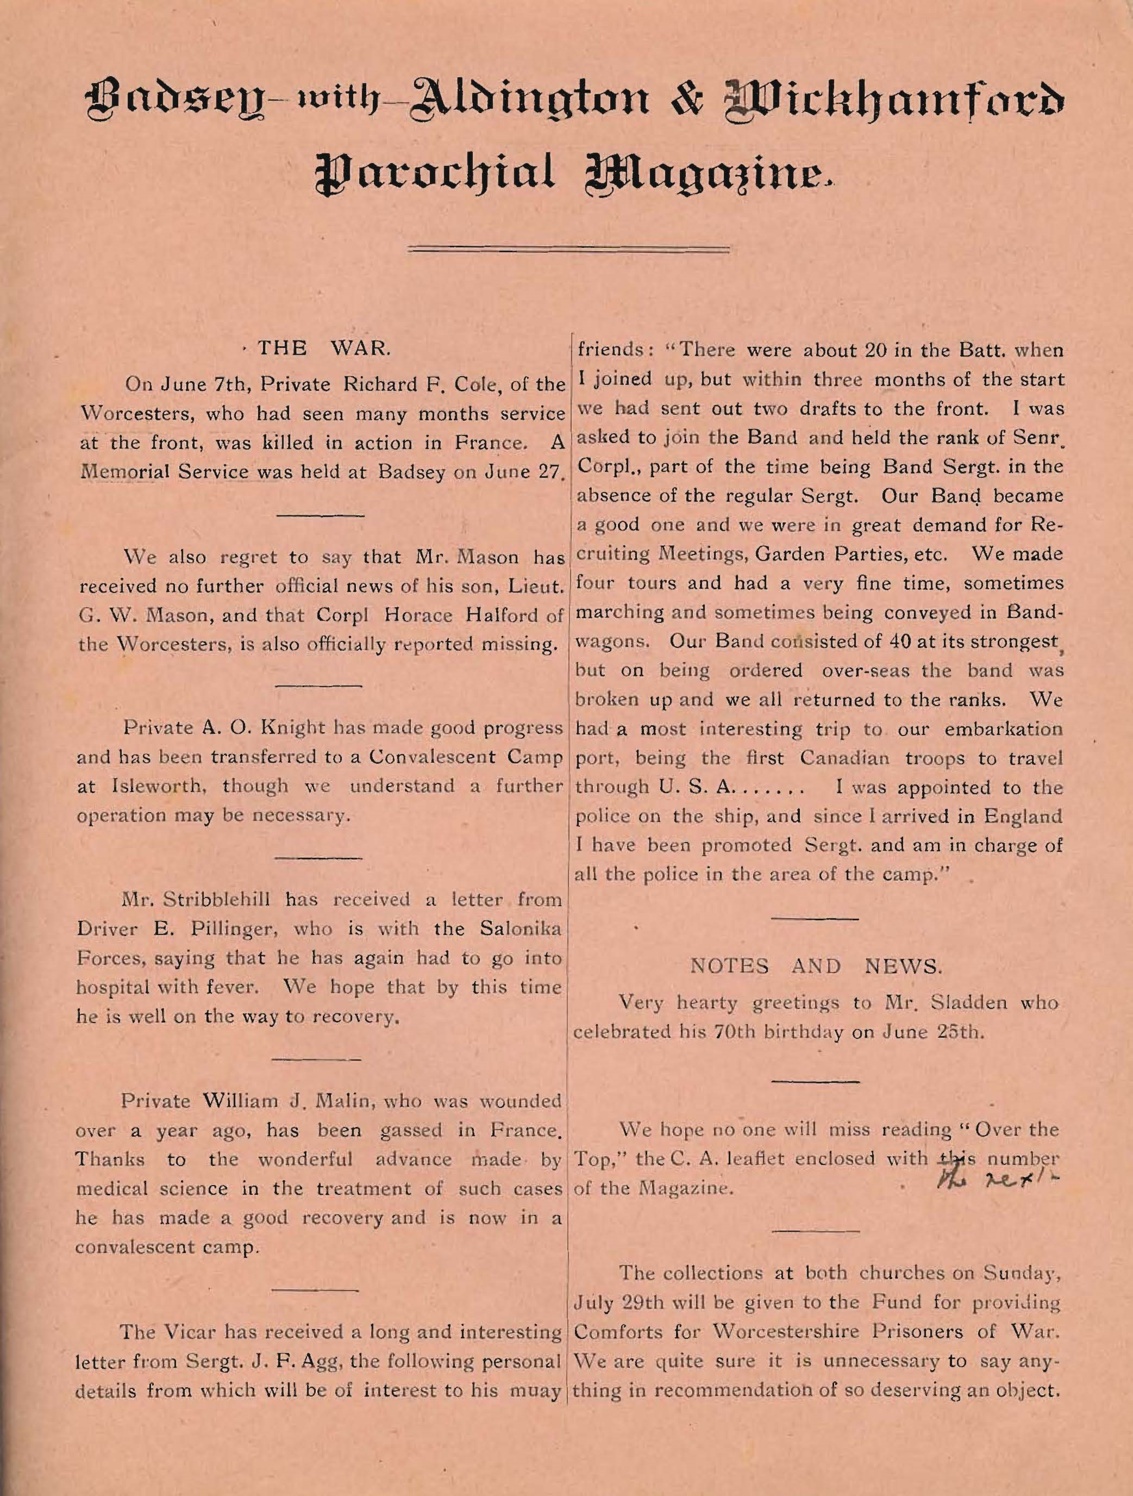 Badsey-with-Aldington & Wickhamford
Parochial Magazine.
THE WAR.
On June 7th, Private Richard F. Cole, of the
Worcesters, who had seen many months service
at the front, was killed in action in France. A
Memorial Service was held at Badsey on June 27.
We also regret to say that Mr. Mason has
received no further official news of his son, Lieut.
G. W. Mason, and that Corpl Horace Halford of
the Worcesters, is also officially reported missing.
Private A. O. Knight has made good progress
and has been transferred to a Convalescent Camp
at Isleworth, though we understand a further
operation may be necessary.
Mr. Stribblehill has received a letter from
Driver E. Pillinger, who is with the Salonika
Forces, saying that he has again had to go into
hospital with fever. We hope that by this time
he is well on the way to recovery.
Private William J. Malin, who was wounded
over a year ago, has been gassed in France.
Thanks to the wonderful advance made by
medical science in the treatment of such cases
he has made a good recovery and is now in a
convalescent camp.
The Vicar has received a long and interesting
letter from Sergt. J. F. Agg, the following personal
details from which will be of interest to his muay
friends: "There were about 20 in the Batt. when
I joined up, but within three months of the start
we had sent out two drafts to the front. I was
asked to join the Band and held the rank of Senr.
Corpl., part of the time being Band Sergt. in the
absence of the regular Sergt. Our Band became
a good one and we were in great demand for Re-
cruiting Meetings, Garden Parties, etc. We made
four tours and had a very fine time, sometimes
marching and sometimes being conveyed in Band-
wagons. Our Band consisted of 40 at its strongest,
but on being ordered over-seas the band was
broken up and we all returned to the ranks. We
had a most interesting trip to our embarkation
port, being the first Canadian troops to travel
through U. S. A....... I was appointed to the
police on the ship, and since I arrived in England
I have been promoted Sergt. and am in charge of
all the police in the area of the camp."
NOTES AND NEWS.
Very hearty greetings to Mr. Sladden who
celebrated his 70th birthday on June 25th.
We hope no one will miss reading "Over the
Top," the C. A. leaflet enclosed with this number
the next
of the Magazine.
The collections at both churches on Sunday,
July 29th will be given to the Fund for providing
Comforts for Worcestershire Prisoners of War.
We are quite sure it is unnecessary to say any-
thing in recommendation of so deserving an object.